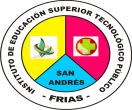 INSTITUTO DE EDUCACIÓN SUPERIOR TECNOLÓGICO PÚBLICO
SAN
ANDRÉS
- FRIAS -